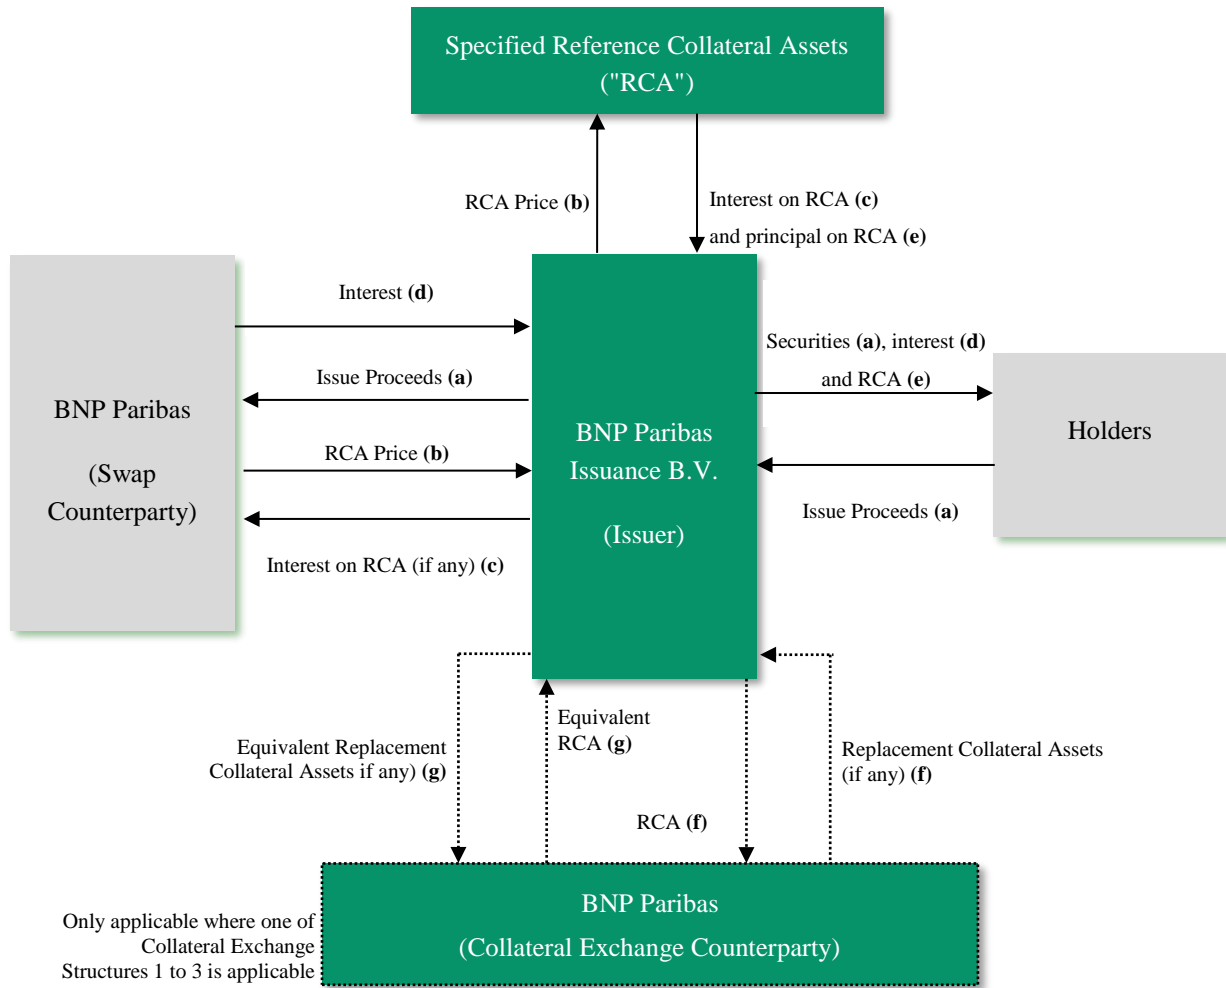 Specified Reference Collateral Assets
("RCA")
RCA Price (b)
Interest on RCA (c)
and principal on RCA (e)
Interest (d)
Issue Proceeds (a)
RCA Price (b)
Interest on RCA (if any) (c)
BNP Paribas
(Swap
Counterparty)
BNP Paribas
Issuance B.V.
(Issuer)
Securities (a), interest (d)
and RCA (e)
Issue Proceeds (a)
Holders
Equivalent Replacement
Collateral Assets if any) (g)
Equivalent
RCA (g)
RCA (f)
Replacement Collateral Assets
(if any) (f)
Only applicable where one of
Collateral Exchange
Structures 1 to 3 is applicable
BNP Paribas
(Collateral Exchange Counterparty)